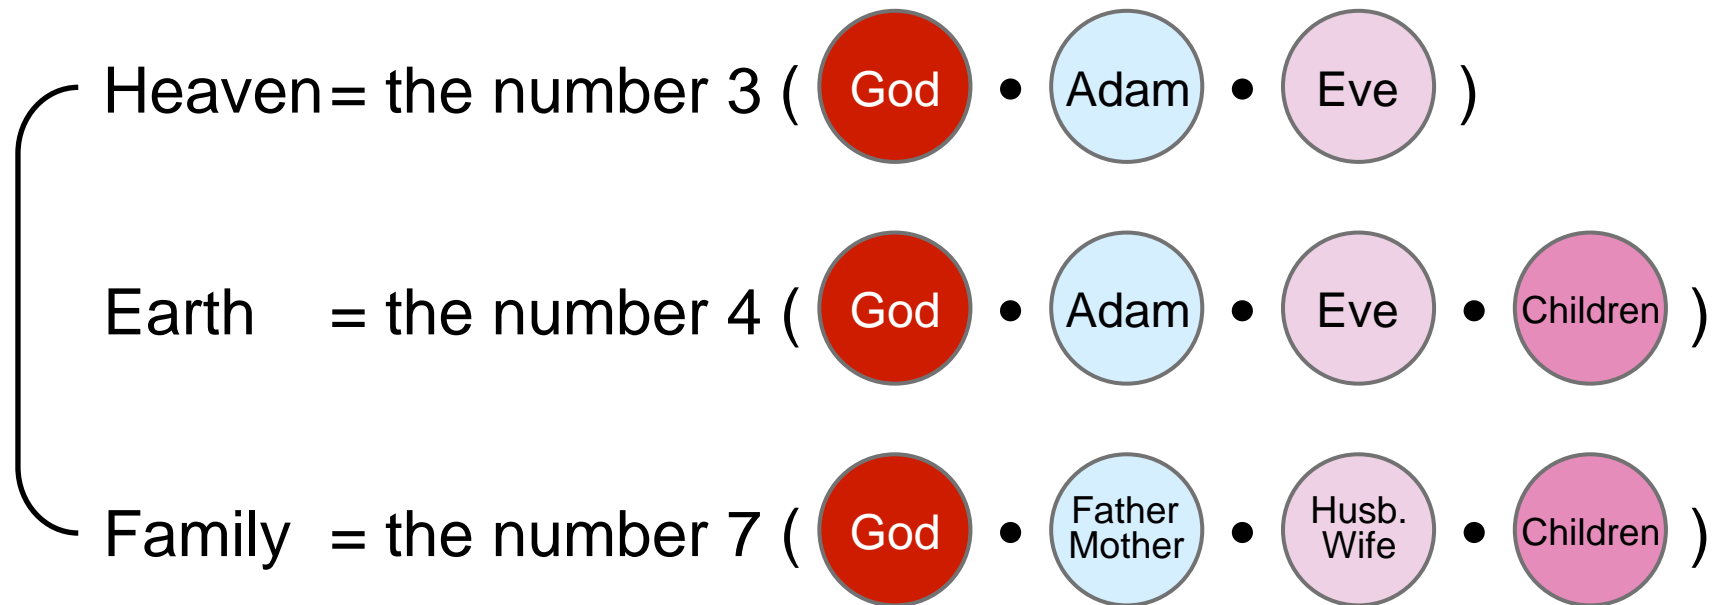 Heaven = the number 3 ( God • Adam • Eve )
Earth = the number 4 ( God • Adam • Eve • Children )
Family = the number 7 ( God • Father Mother • Husb. Wife • Children )